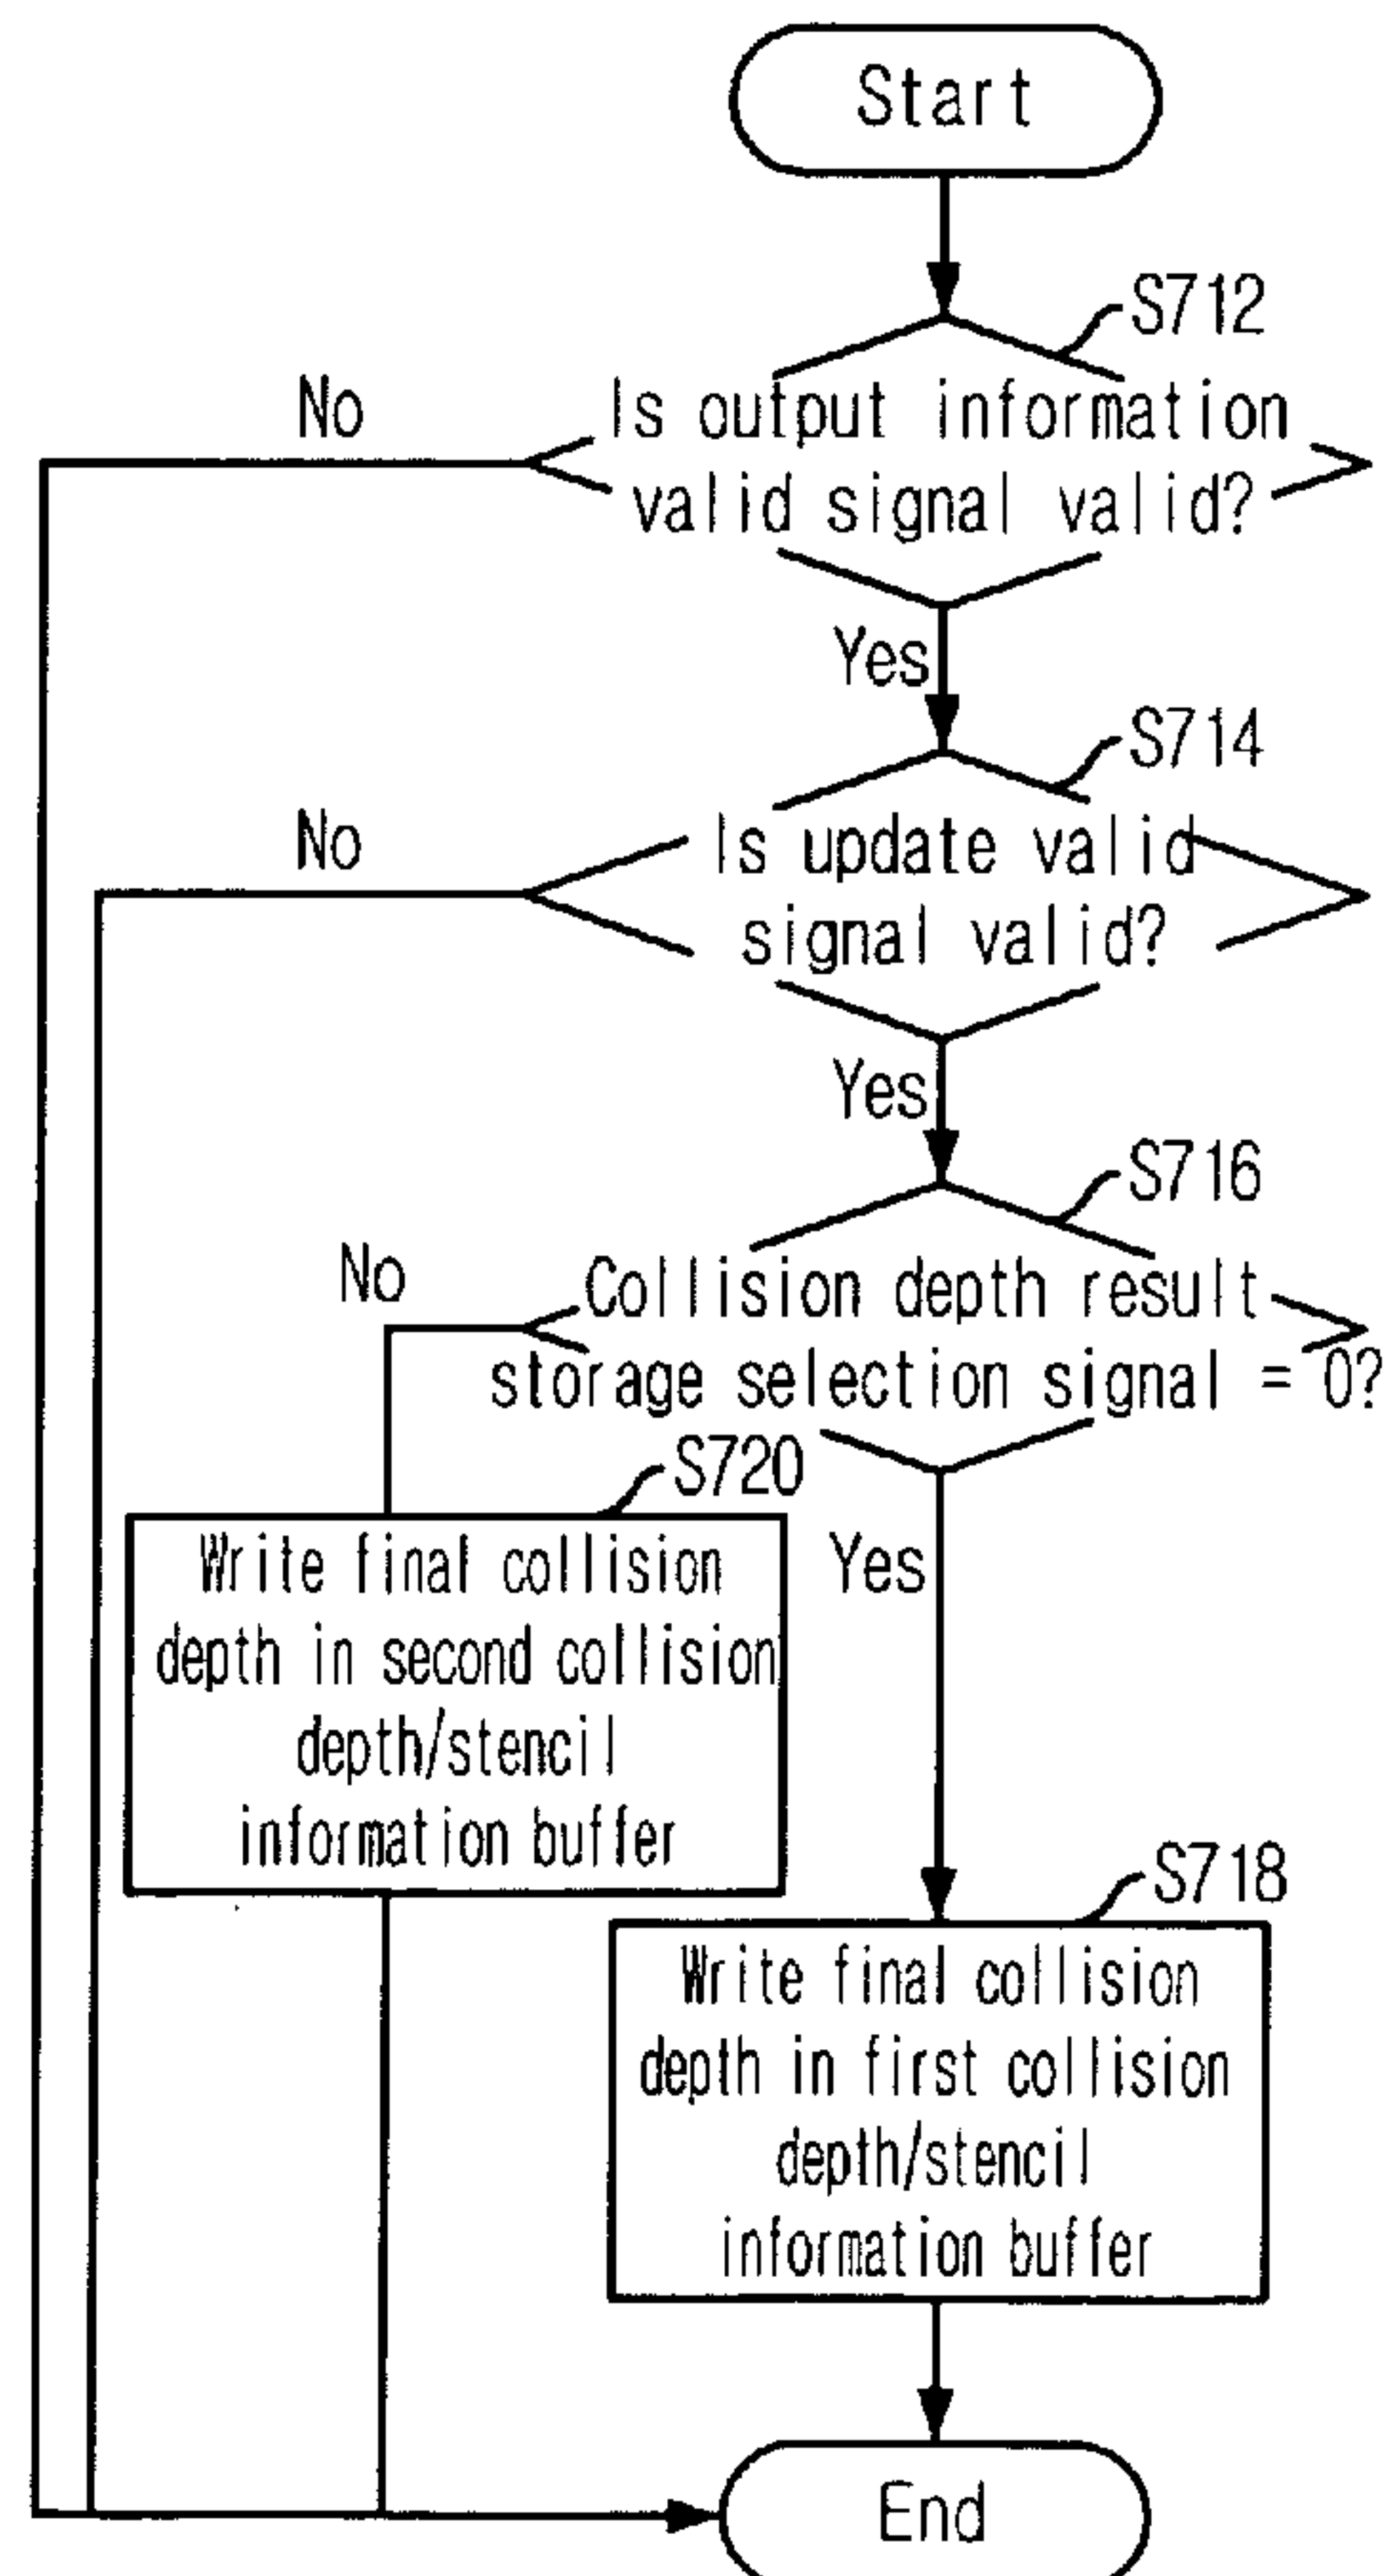 Start
S712
No
Is output information
valid signal valid?
Yes
S714
No
Is update valid
signal valid?
Yes
S716
No
Collision depth result
storage selection signal = 0?
S720
Write final collision
depth in second collision
depth/stencil
information buffer
Yes
S718
Write final collision
depth in first collision
depth/stencil
information buffer
End